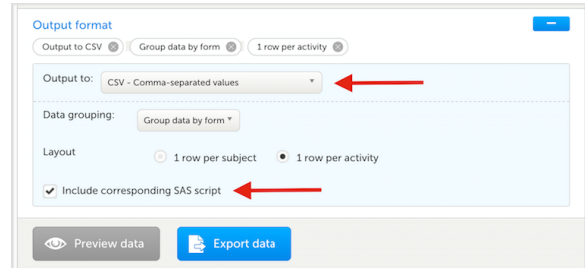 Output format
Output to CSV Group data by form 1 row per activity
Output to: CSV - Comma-separated values
Data grouping: Group data by form
Layout 1 row per subject 1 row per activity
Include corresponding SAS script
Preview data Export data